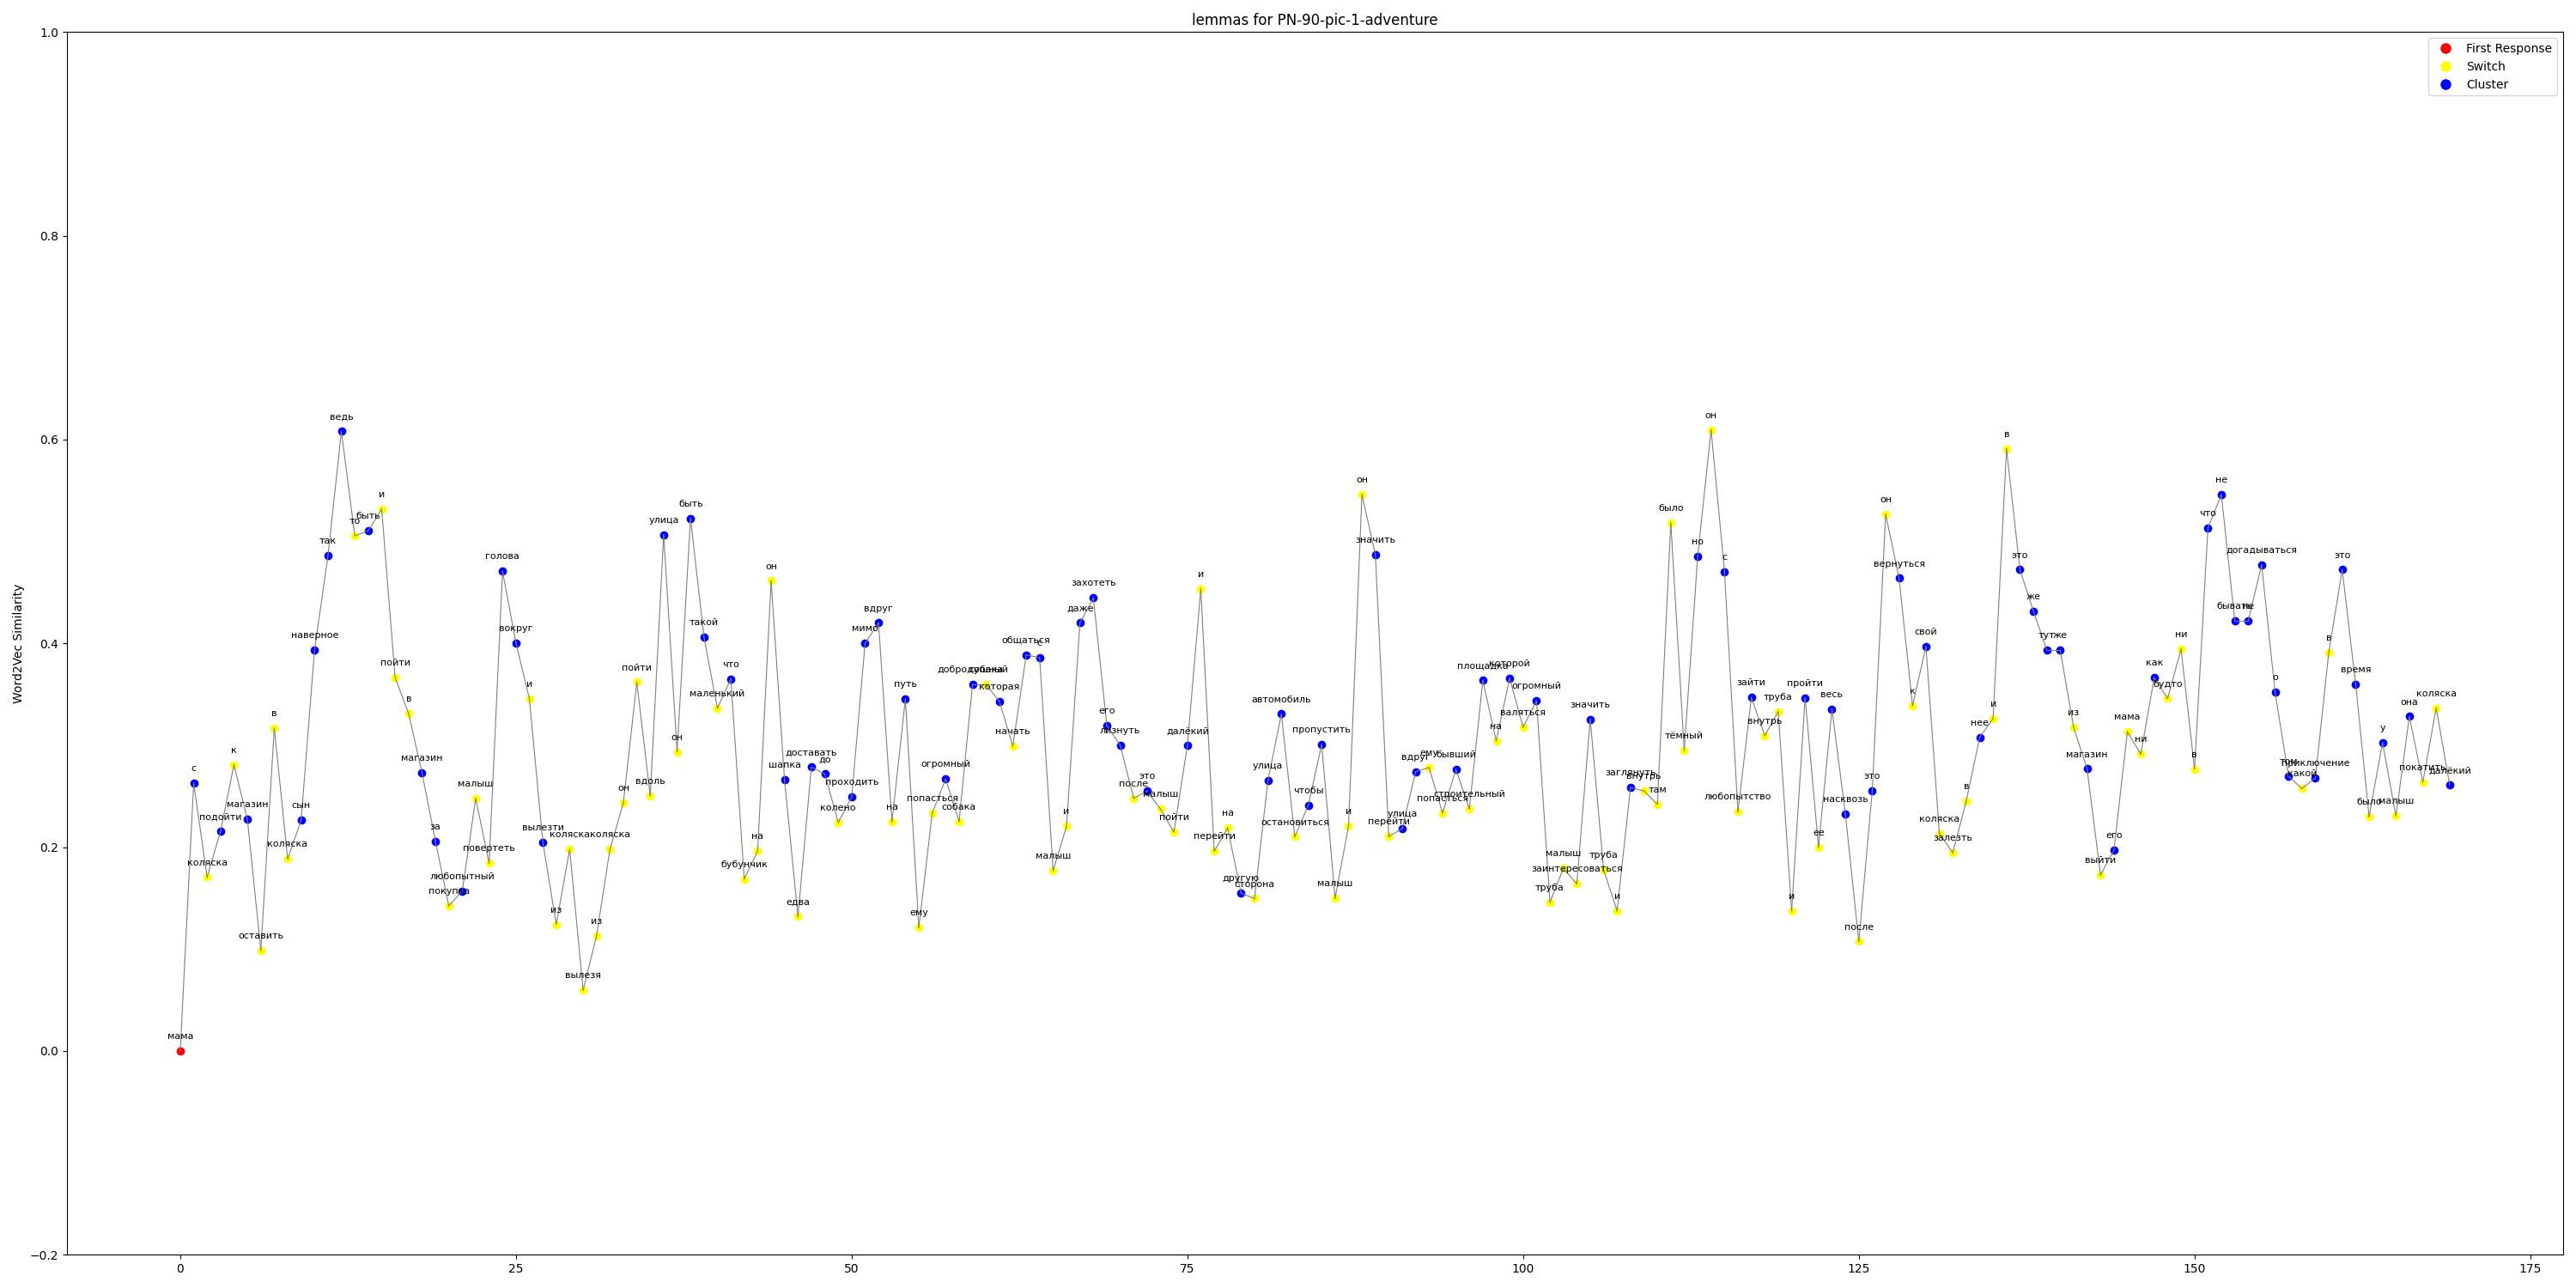 lemmas for PN-90-pic-1-adventure
First Response
Switch
Cluster
Word2Vec Similarity
1.0
0.8
0.6
0.4
0.2
0.0
−0.2
0
25
50
75
100
125
150
175
мама
с
коляска
подойти
к
магазин
оставить
в
коляска
сын
наверное
так
ведь
то
быть
и
пойти
в
магазин
за
покупка
любопытный
малыш
повертеть
голова
вокруг
и
вылезти
из
коляска
вылезя
из
коляска
он
пойти
вдоль
улица
он
быть
такой
маленький
что
бубунчик
на
он
шапка
едва
доставать
до
колено
проходить
мимо
вдруг
на
путь
ему
попасться
огромный
собака
добродушный
собака
которая
начать
общаться
с
малыш
и
даже
захотеть
его
лизнуть
после
это
малыш
пойти
далёкий
и
перейти
на
другую
сторона
улица
автомобиль
остановиться
чтобы
пропустить
малыш
и
он
значить
перейти
улица
вдруг
ему
попасться
бывший
строительный
площадка
на
которой
валяться
огромный
труба
малыш
заинтересоваться
значить
труба
и
заглянуть
внутрь
там
было
тёмный
но
он
с
любопытство
зайти
внутрь
труба
и
пройти
ее
весь
насквозь
после
это
он
вернуться
к
свой
коляска
залезть
в
нее
и
в
это
же
тут
же
из
магазин
выйти
его
мама
ни
как
будто
ни
в
что
не
бывать
не
догадываться
о
том
какой
приключение
в
это
время
было
у
малыш
она
покатить
коляска
далёкий